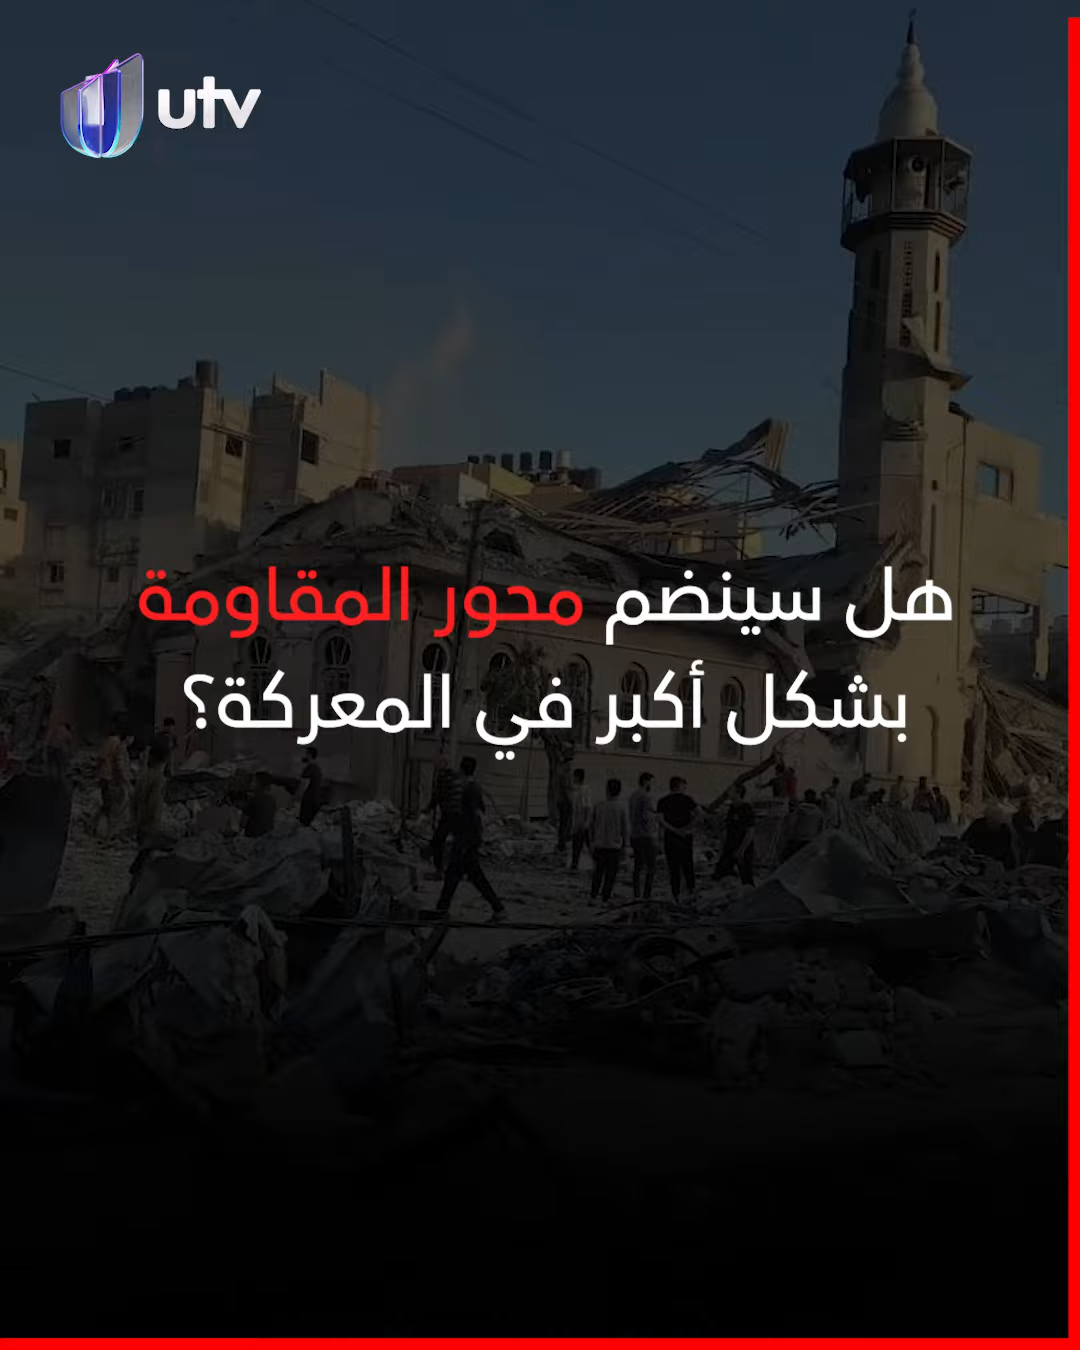 utv
هل سينضم محور المقاومة
بشكل أكبر في المعركة؟